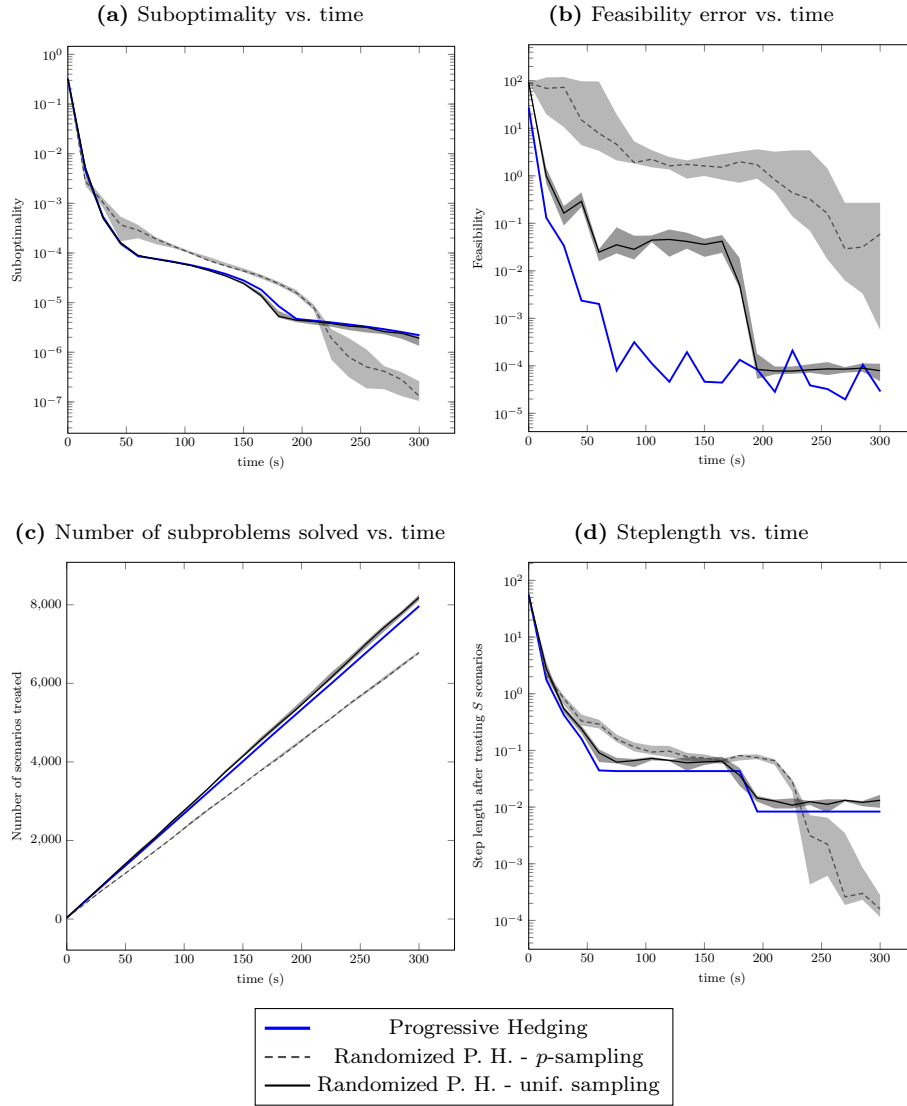 (a) Suboptimality vs. time
10^0
10^−1
10^−2
10^−3
10^−4
10^−5
10^−6
10^−7
Suboptimality
0 50 100 150 200 250 300
time (s)
(b) Feasibility error vs. time
10^2
10^1
10^0
10^−1
10^−2
10^−3
10^−4
10^−5
Feasibility
0 50 100 150 200 250 300
time (s)
(c) Number of subproblems solved vs. time
8,000
6,000
4,000
2,000
0
Number of scenarios treated
0 50 100 150 200 250 300
time (s)
(d) Steplength vs. time
10^2
10^1
10^0
10^−1
10^−2
10^−3
10^−4
Step length after treating S scenarios
0 50 100 150 200 250 300
time (s)
Progressive Hedging
Randomized P. H. - p-sampling
Randomized P. H. - unif. sampling